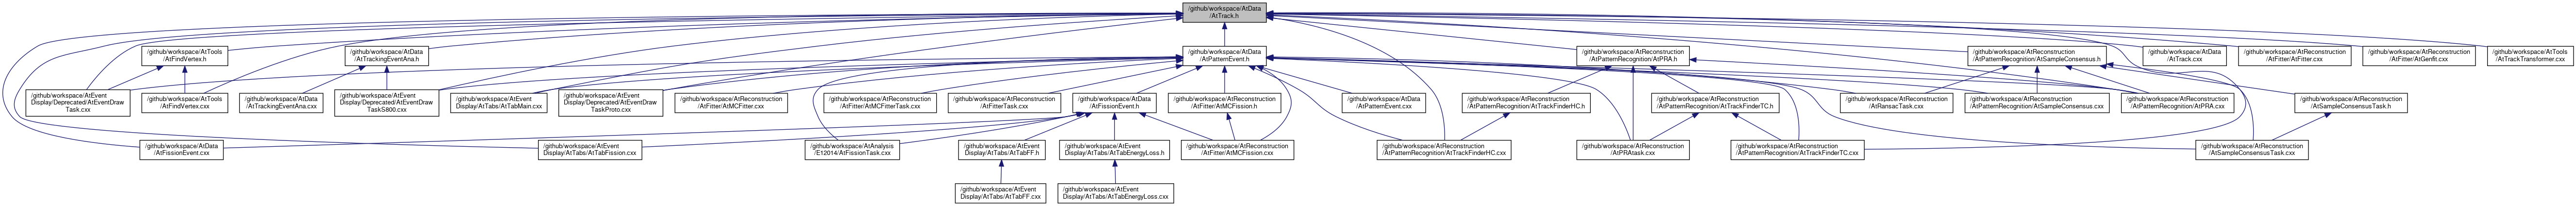 /github/workspace/AtData
/AtTrack.h
/github/workspace/AtTools
/AtFindVertex.h
/github/workspace/AtData
/AtTrackingEventAna.h
/github/workspace/AtData
/AtPatternEvent.h
/github/workspace/AtReconstruction
/AtPatternRecognition/AtPRA.h
/github/workspace/AtReconstruction
/AtPatternRecognition/AtSampleConsensus.h
/github/workspace/AtData
/AtTrack.cxx
/github/workspace/AtReconstruction
/AtFitter/AtFitter.cxx
/github/workspace/AtReconstruction
/AtFitter/AtGenfit.cxx
/github/workspace/AtTools
/AtTrackTransformer.cxx
/github/workspace/AtEvent
Display/Deprecated/AtEventDraw
Task.cxx
/github/workspace/AtTools
/AtFindVertex.cxx
/github/workspace/AtData
/AtTrackingEventAna.cxx
/github/workspace/AtEvent
Display/Deprecated/AtEventDraw
TaskS800.cxx
/github/workspace/AtEvent
Display/AtTabs/AtTabMain.cxx
/github/workspace/AtEvent
Display/Deprecated/AtEventDraw
TaskProto.cxx
/github/workspace/AtReconstruction
/AtFitter/AtMCFitter.cxx
/github/workspace/AtReconstruction
/AtFitter/AtMCFitterTask.cxx
/github/workspace/AtReconstruction
/AtFitterTask.cxx
/github/workspace/AtData
/AtFissionEvent.h
/github/workspace/AtReconstruction
/AtFitter/AtMCFission.h
/github/workspace/AtData
/AtPatternEvent.cxx
/github/workspace/AtReconstruction
/AtPatternRecognition/AtTrackFinderHC.h
/github/workspace/AtReconstruction
/AtPatternRecognition/AtTrackFinderTC.h
/github/workspace/AtReconstruction
/AtRansacTask.cxx
/github/workspace/AtReconstruction
/AtPatternRecognition/AtSampleConsensus.cxx
/github/workspace/AtReconstruction
/AtPatternRecognition/AtPRA.cxx
/github/workspace/AtReconstruction
/AtSampleConsensusTask.h
/github/workspace/AtData
/AtFissionEvent.cxx
/github/workspace/AtEvent
Display/AtTabs/AtTabFission.cxx
/github/workspace/AtAnalysis
/E12014/AtFissionTask.cxx
/github/workspace/AtEvent
Display/AtTabs/AtTabFF.h
/github/workspace/AtEvent
Display/AtTabs/AtTabEnergyLoss.h
/github/workspace/AtReconstruction
/AtFitter/AtMCFission.cxx
/github/workspace/AtReconstruction
/AtPatternRecognition/AtTrackFinderHC.cxx
/github/workspace/AtReconstruction
/AtPRAtask.cxx
/github/workspace/AtReconstruction
/AtPatternRecognition/AtTrackFinderTC.cxx
/github/workspace/AtReconstruction
/AtSampleConsensusTask.cxx
/github/workspace/AtEvent
Display/AtTabs/AtTabFF.cxx
/github/workspace/AtEvent
Display/AtTabs/AtTabEnergyLoss.cxx